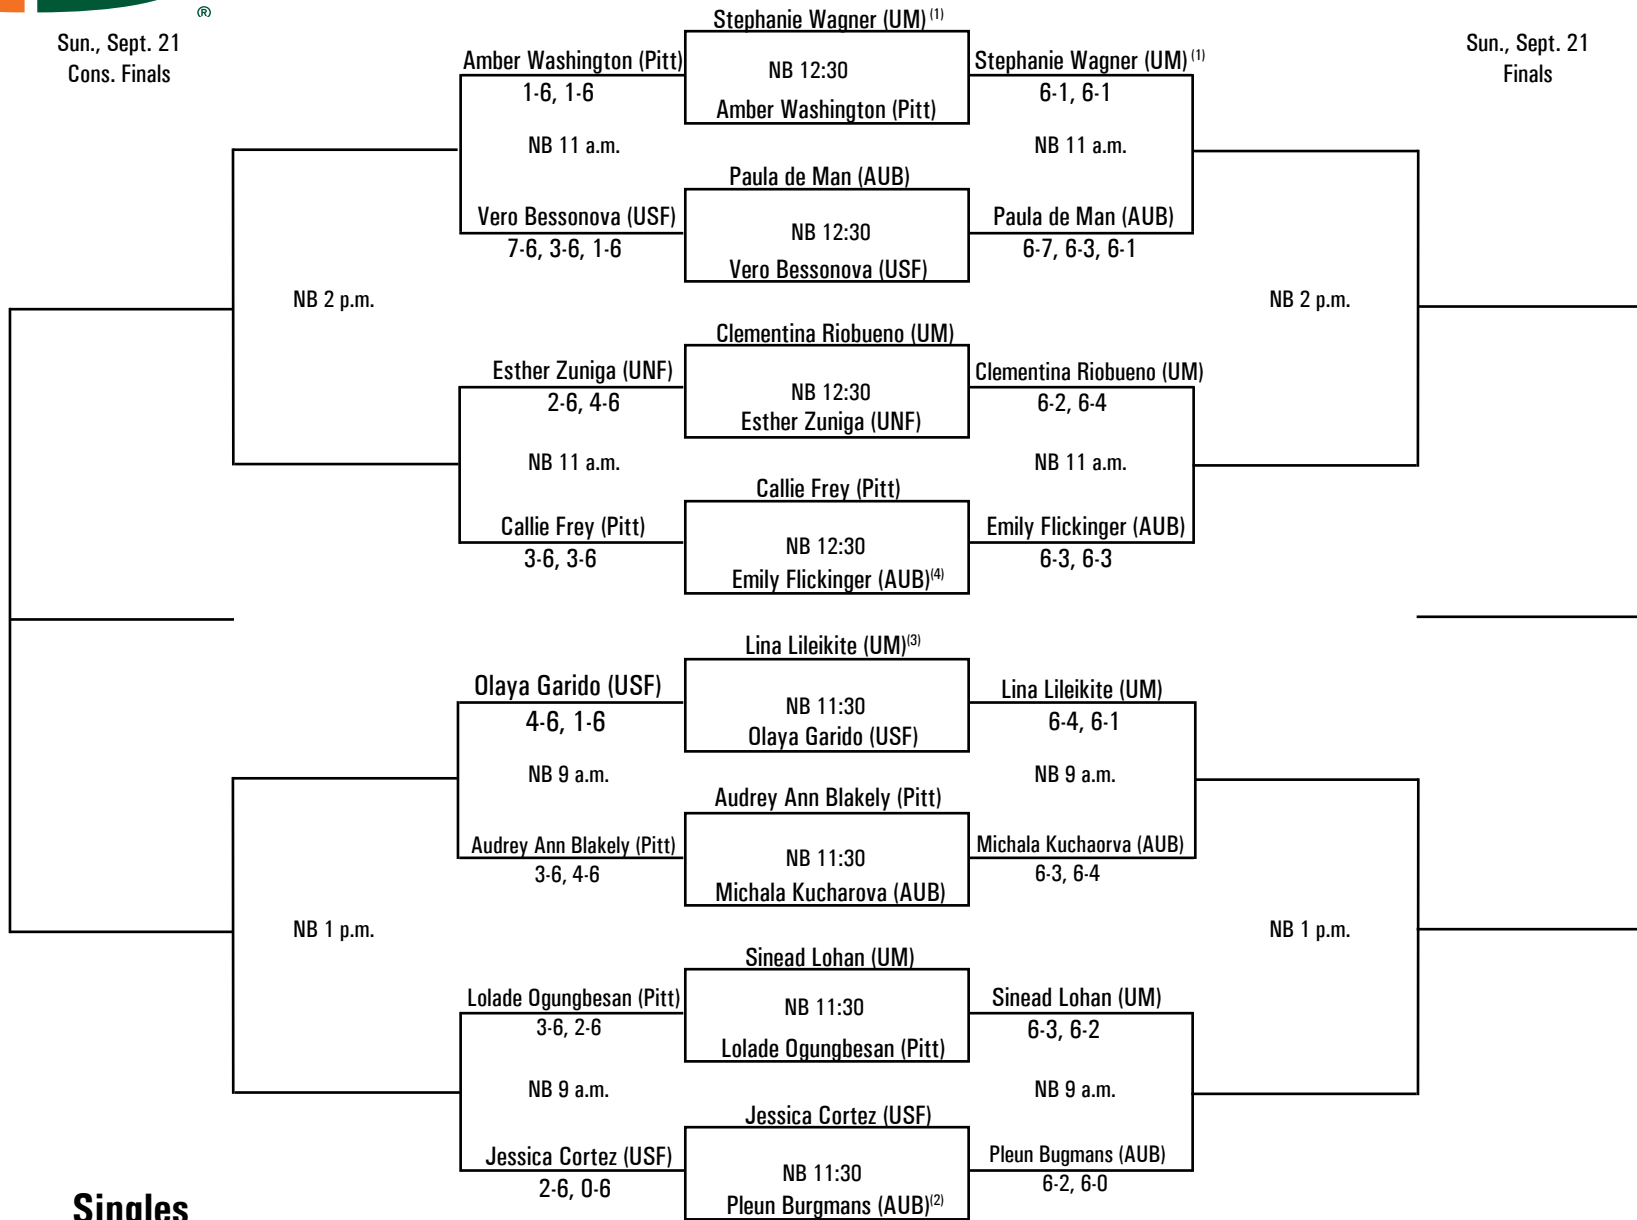 ®
Sun., Sept. 21
Cons. Finals
Sun., Sept. 21
Finals
Stephanie Wagner (UM) (1)
Amber Washington (Pitt)
NB 12:30
Stephanie Wagner (UM) (1)
1-6, 1-6
Amber Washington (Pitt)
6-1, 6-1
NB 11 a.m.
NB 11 a.m.
Paula de Man (AUB)
Vero Bessonova (USF)
NB 12:30
Paula de Man (AUB)
7-6, 3-6, 1-6
Vero Bessonova (USF)
6-7, 6-3, 6-1
NB 2 p.m.
NB 2 p.m.
Clementina Riobueno (UM)
Esther Zuniga (UNF)
NB 12:30
Clementina Riobueno (UM)
2-6, 4-6
Esther Zuniga (UNF)
6-2, 6-4
NB 11 a.m.
NB 11 a.m.
Callie Frey (Pitt)
Callie Frey (Pitt)
NB 12:30
Emily Flickinger (AUB)
3-6, 3-6
Emily Flickinger (AUB)(4)
6-3, 6-3
Lina Lileikite (UM)(3)
Olaya Garido (USF)
NB 11:30
Lina Lileikite (UM)
4-6, 1-6
Olaya Garido (USF)
6-4, 6-1
NB 9 a.m.
NB 9 a.m.
Audrey Ann Blakely (Pitt)
Audrey Ann Blakely (Pitt)
NB 11:30
Michala Kuchaorva (AUB)
3-6, 4-6
Michala Kucharova (AUB)
6-3, 6-4
NB 1 p.m.
NB 1 p.m.
Sinead Lohan (UM)
Lolade Ogungbesan (Pitt)
NB 11:30
Sinead Lohan (UM)
3-6, 2-6
Lolade Ogungbesan (Pitt)
6-3, 6-2
NB 9 a.m.
NB 9 a.m.
Jessica Cortez (USF)
Jessica Cortez (USF)
NB 11:30
Pleun Bugmans (AUB)
2-6, 0-6
Pleun Burgmans (AUB)(2)
6-2, 6-0
Singles